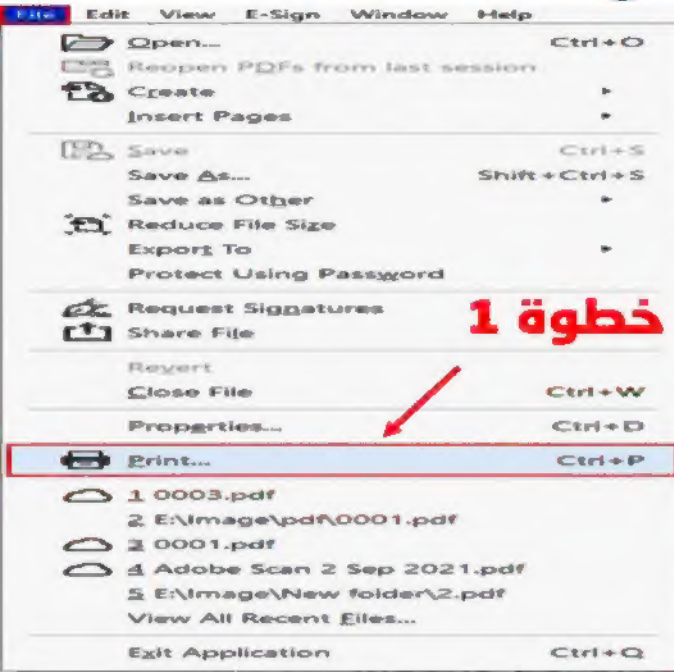 File Edit View E-Sign Window Help
Open... Ctrl+O
Reopen PDFs from last session
Create
Insert Pages
Save Ctrl+S
Save As... Shift+Ctrl+S
Save as Other
Reduce File Size
Export To
Protect Using Password
Request Signatures
خطوة 1
Share File
Revert
Close File Ctrl+W
Properties... Ctrl+D
Print... Ctrl+P
1 0003.pdf
2 E:\Image\pdf\0001.pdf
3 0001.pdf
4 Adobe Scan 2 Sep 2021.pdf
5 E:\Image\New folder\2.pdf
View All Recent Files...
Exit Application Ctrl+Q